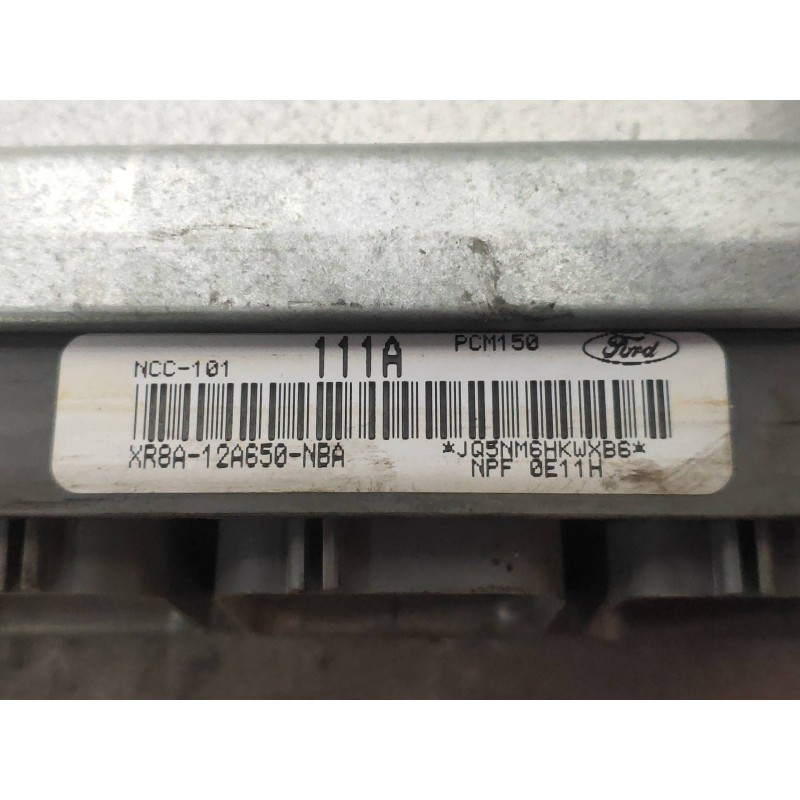 NCC-101 111A PCM150 Ford
XR8A-12A650-NBA *JQ5NM6HKWXB6*
NPF 0E11H